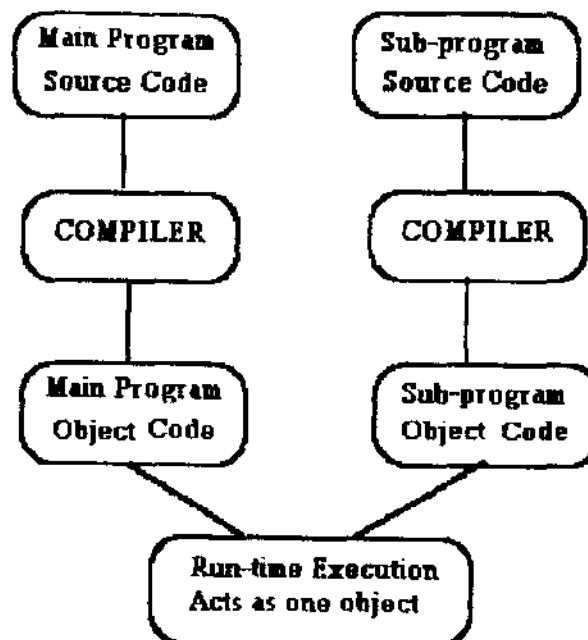 Main Program
Source Code
Sub-program
Source Code
COMPILER
COMPILER
Main Program
Object Code
Sub-program
Object Code
Run-time Execution
Acts as one object